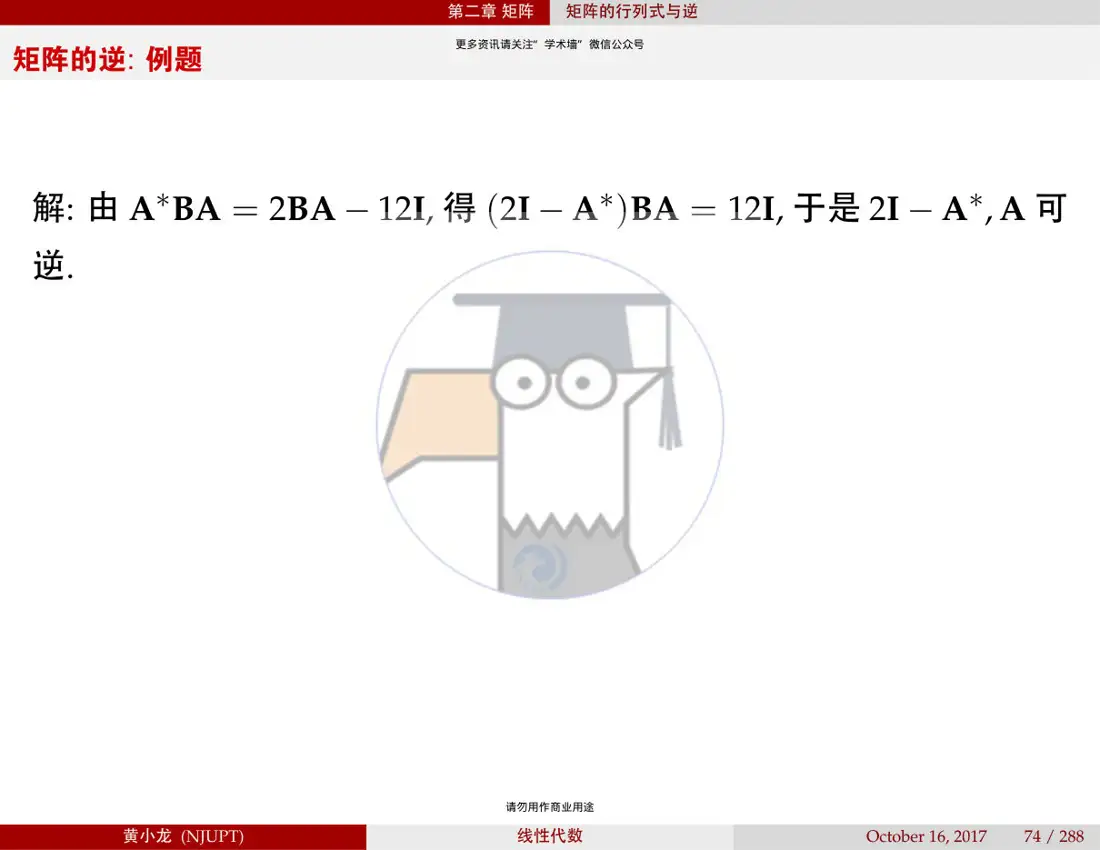 第二章 矩阵 矩阵的行列式与逆
更多资讯请关注“学术墙”微信公众号
矩阵的逆: 例题
解: 由 A*BA = 2BA − 12I, 得 (2I − A*)BA = 12I, 于是 2I − A*, A 可
逆.
请勿用作商业用途
黄小龙 (NJUPT) 线性代数 October 16, 2017 74 / 288